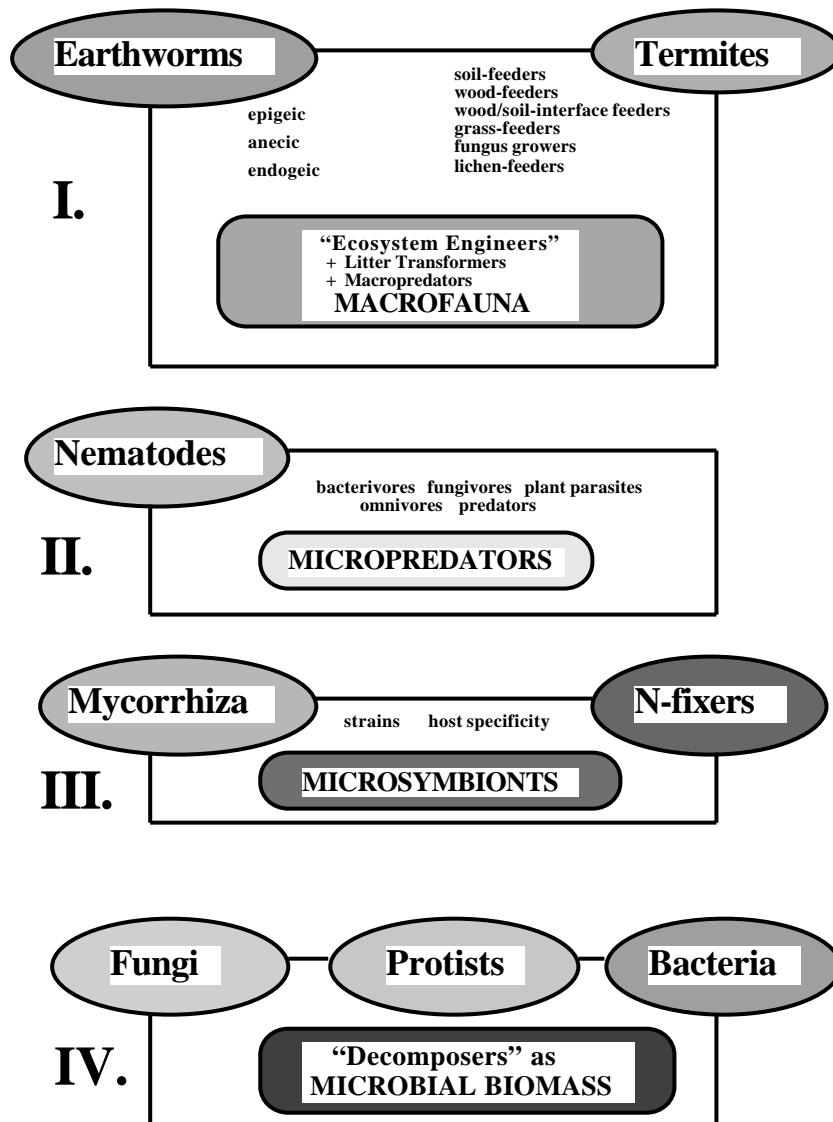 Earthworms
Termites
epigeic
anecic
endogeic
soil-feeders
wood-feeders
wood/soil-interface feeders
grass-feeders
fungus growers
lichen-feeders
I.
“Ecosystem Engineers”
+ Litter Transformers
+ Macropredators
MACROFAUNA
Nematodes
bacterivores fungivores plant parasites
omnivores predators
II.
MICROPREDATORS
Mycorrhiza
N-fixers
strains host specificity
III.
MICROSYMBIONTS
Fungi
Protists
Bacteria
IV.
“Decomposers” as
MICROBIAL BIOMASS